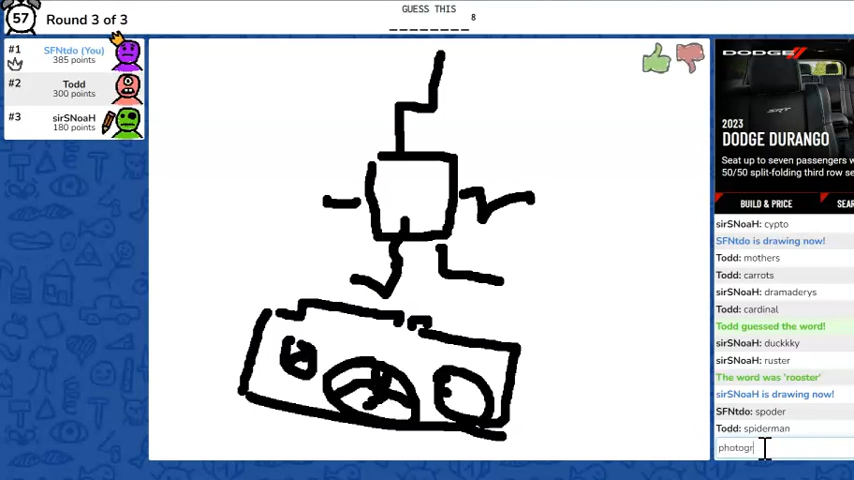 57
Round 3 of 3
GUESS THIS
________ 8
#1
SFNtdo (You)
385 points
#2
Todd
300 points
#3
sirSNoaH
180 points
DODGE
SRT
2023
DODGE DURANGO
Seat up to seven passengers w
50/50 split-folding third row se
BUILD & PRICE
SEAR
sirSNoaH: cypto
SFNtdo is drawing now!
Todd: mothers
Todd: carrots
sirSNoaH: dramaderys
Todd: cardinal
Todd guessed the word!
sirSNoaH: duckkky
sirSNoaH: ruster
The word was 'rooster'
sirSNoaH is drawing now!
SFNtdo: spoder
Todd: spiderman
photogr